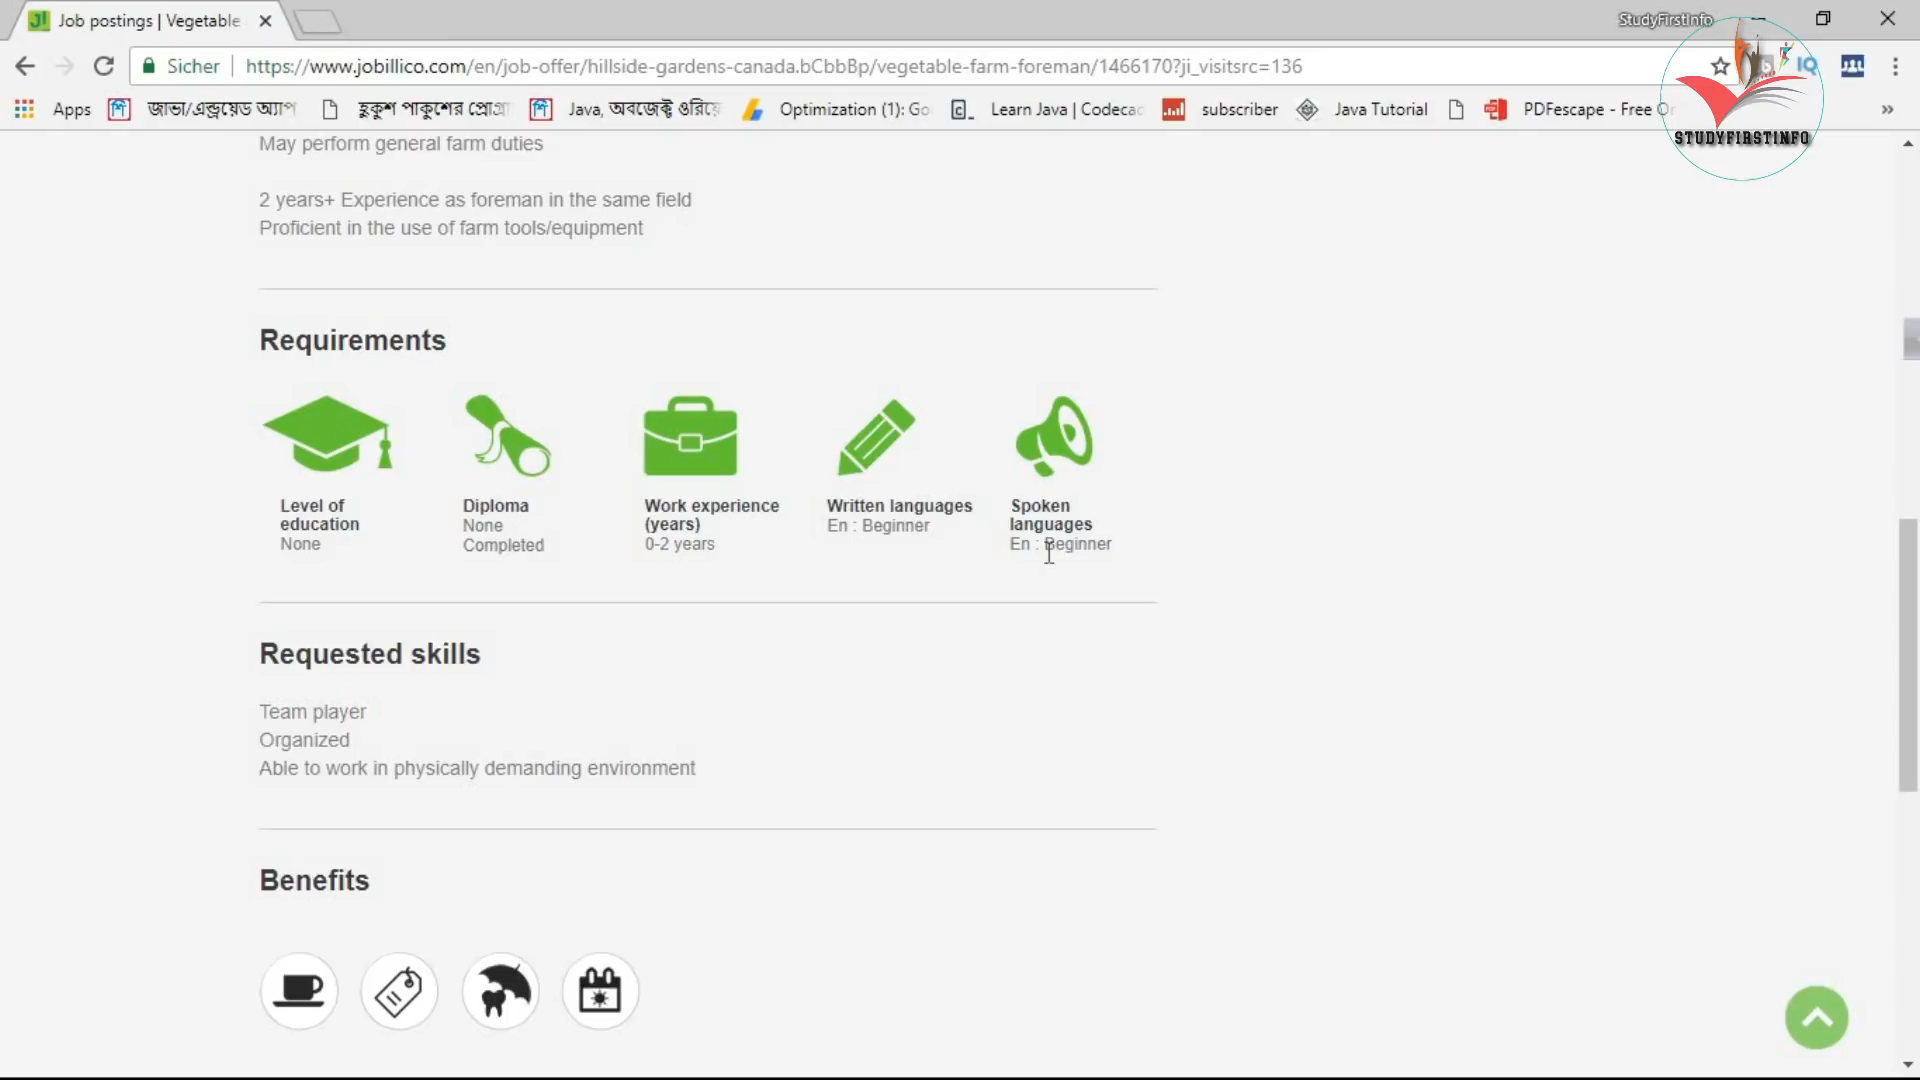 Job postings | Vegetable
StudyFirstInfo
Sicher
https://www.jobillico.com/en/job-offer/hillside-gardens-canada.bCbbBp/vegetable-farm-foreman/1466170?ji_visitsrc=136
Apps
জাভা/এন্ড্রয়েড অ্যাপ
হুকুশ পাকুশের প্রোগ্রা
Java, অবজেক্ট ওরিয়ে
Optimization (1): Go
Learn Java | Codecac
subscriber
Java Tutorial
PDFescape - Free O
STUDYFIRSTINFO
May perform general farm duties
2 years+ Experience as foreman in the same field
Proficient in the use of farm tools/equipment
Requirements
Level of
education
None
Diploma
None
Completed
Work experience
(years)
0-2 years
Written languages
En : Beginner
Spoken
languages
En : Beginner
Requested skills
Team player
Organized
Able to work in physically demanding environment
Benefits